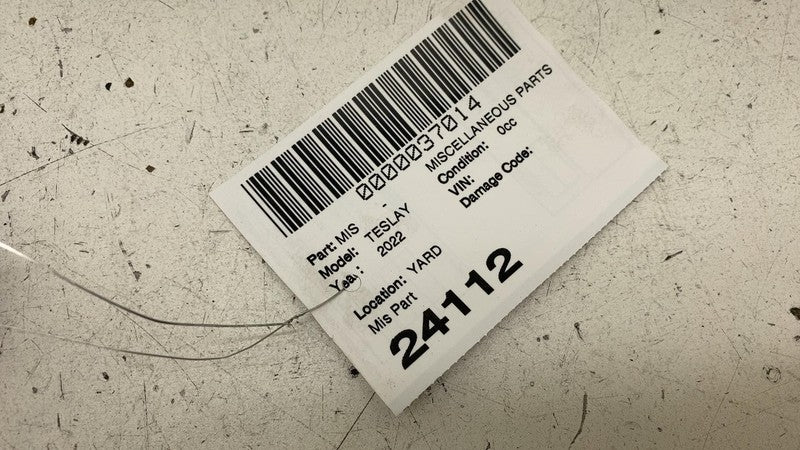 0000037014
Part: MIS - MISCELLANEOUS PARTS
Model: TESLAY Condition: 0cc
Year: 2022 VIN:
Damage Code:
Location: YARD
Mis Part
24112